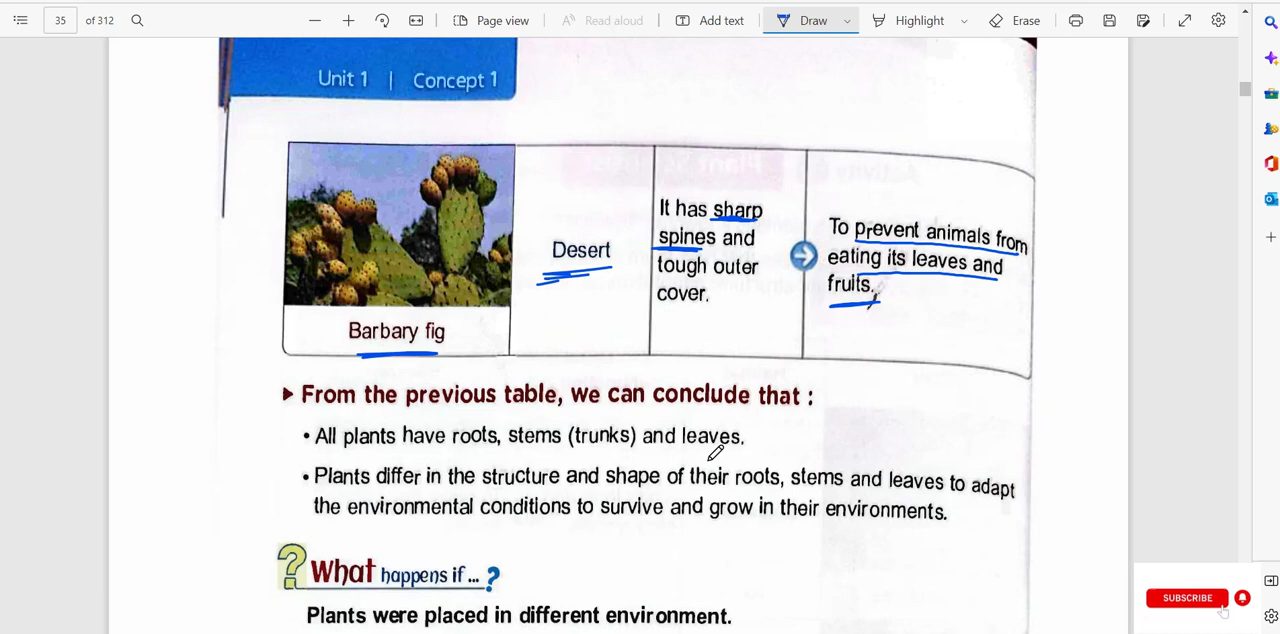 35
of 312
Page view
Read aloud
Add text
Draw
Highlight
Erase
Unit 1 | Concept 1
Barbary fig
Desert
It has sharp
spines and
tough outer
cover.
To prevent animals from
eating its leaves and
fruits.
From the previous table, we can conclude that :
• All plants have roots, stems (trunks) and leaves.
• Plants differ in the structure and shape of their roots, stems and leaves to adapt
the environmental conditions to survive and grow in their environments.
? What happens if ... ?
Plants were placed in different environment.
SUBSCRIBE